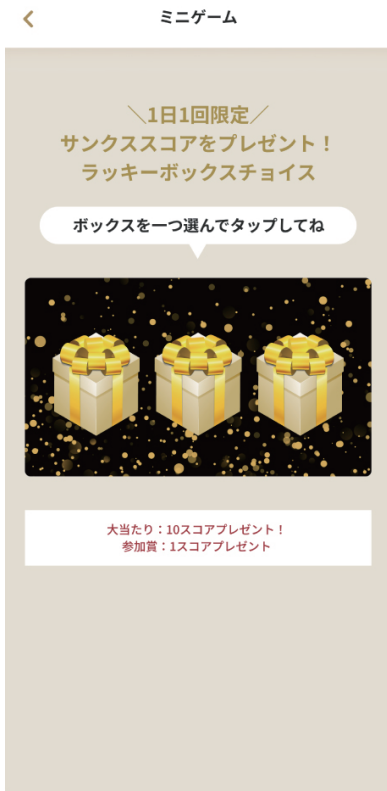 ミニゲーム
＼1日1回限定／
サンクススコアをプレゼント！
ラッキーボックスチョイス
ボックスを一つ選んでタップしてね
大当たり：10スコアプレゼント！
参加賞：1スコアプレゼント